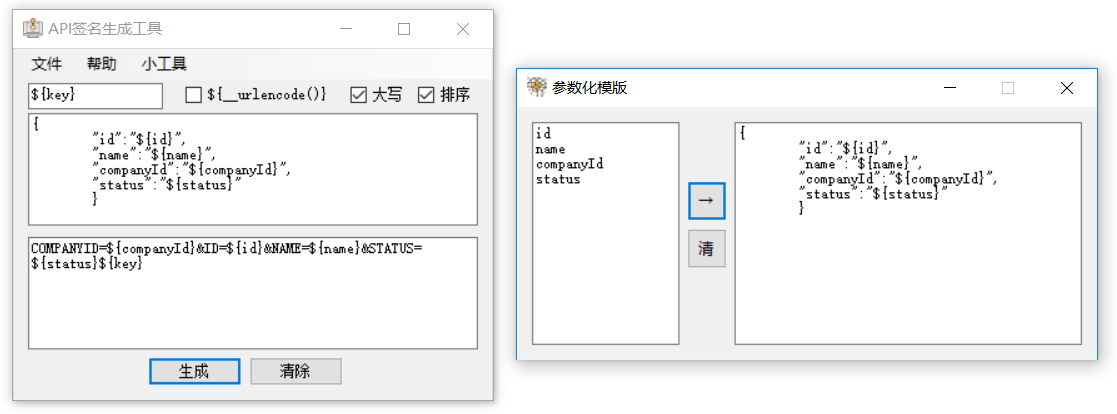 API签名生成工具
文件 帮助 小工具
${key} ${__urlencode()} 大写 排序
{
"id":"${id}",
"name":"${name}",
"companyId":"${companyId}",
"status":"${status}"
}
COMPANYID=${companyId}&ID=${id}&NAME=${name}&STATUS=
${status}${key}
生成 清除
参数化模版
id
name
companyId
status
→
清
{
"id":"${id}",
"name":"${name}",
"companyId":"${companyId}",
"status":"${status}"
}